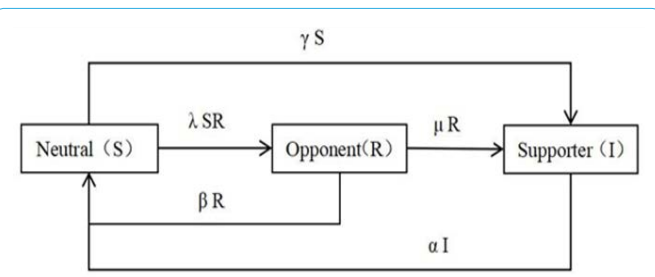 γ S
λ SR
μ R
Neutral（S）
Opponent(R)
Supporter（I）
β R
α I